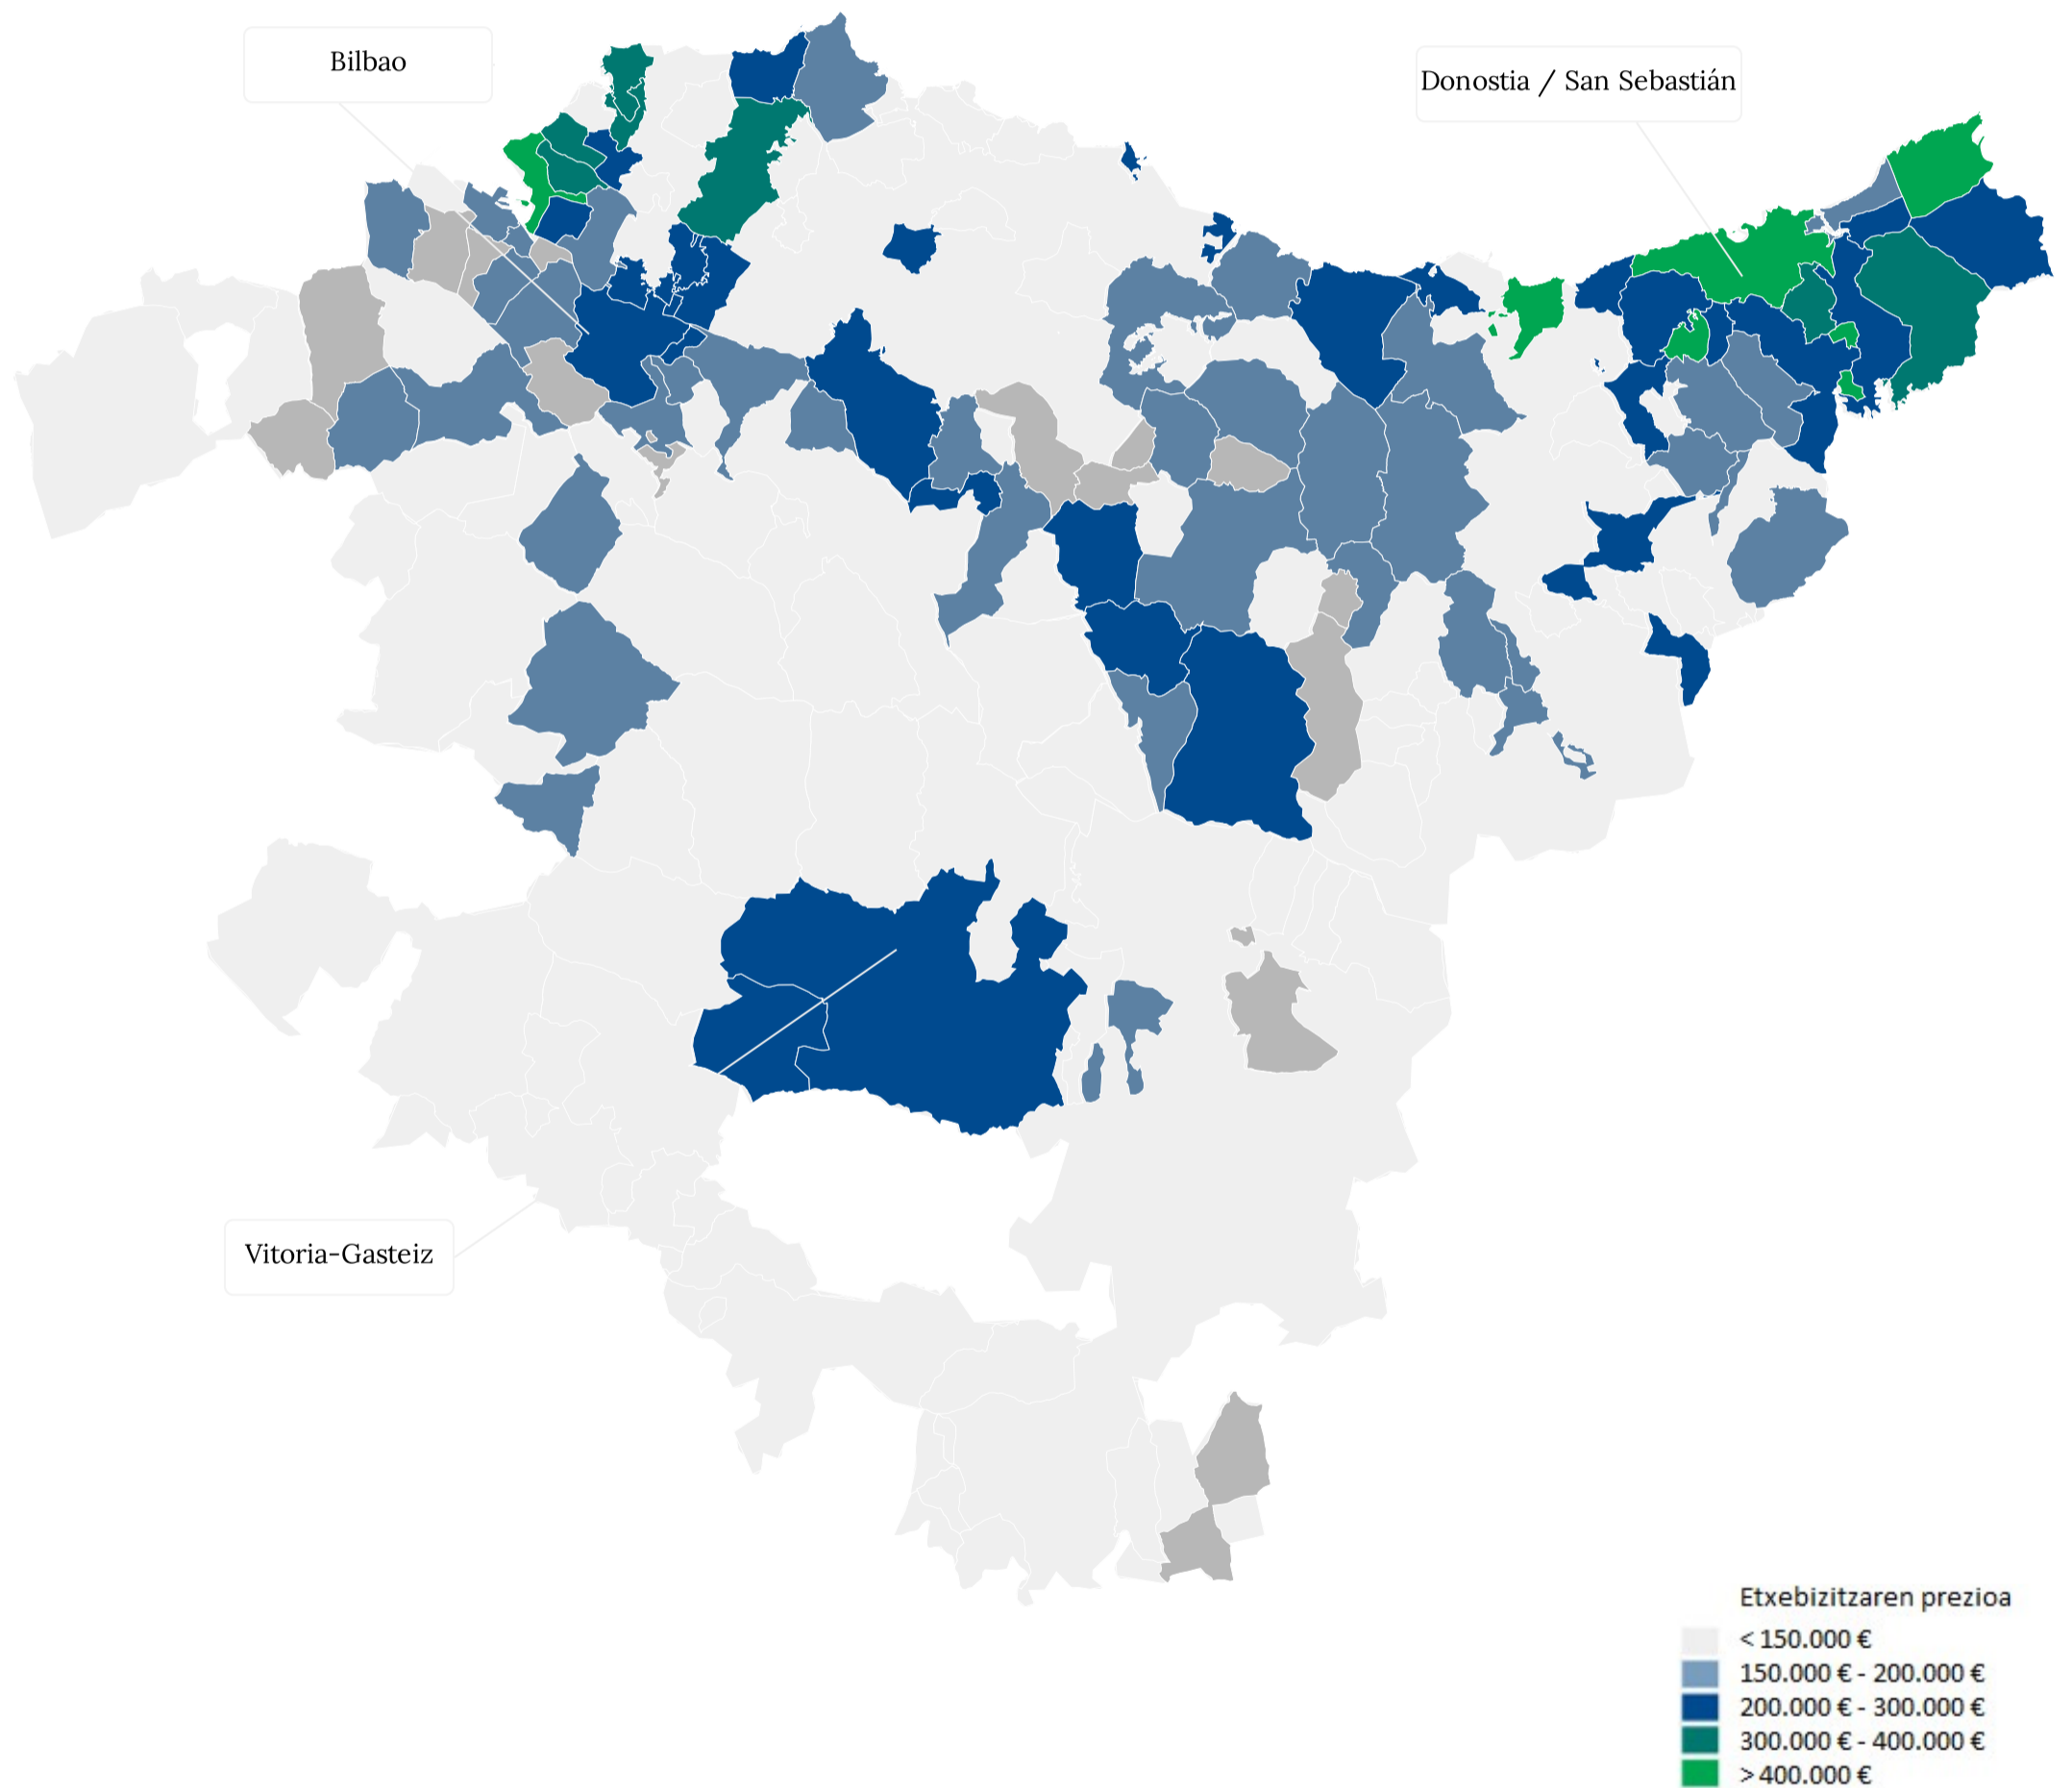 Bilbao
Donostia / San Sebastián
Vitoria-Gasteiz
Etxebizitzaren prezioa
< 150.000 €
150.000 € - 200.000 €
200.000 € - 300.000 €
300.000 € - 400.000 €
> 400.000 €